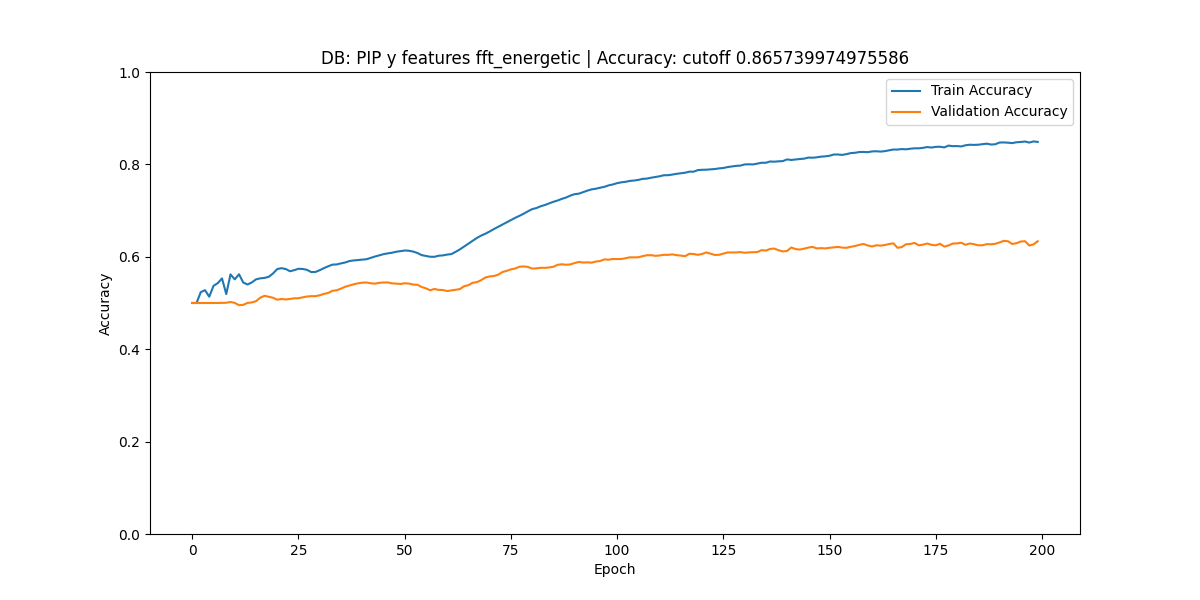 DB: PIP y features fft_energetic | Accuracy: cutoff 0.865739974975586
1.0
Train Accuracy
Validation Accuracy
0.8
0.6
Accuracy
0.4
0.2
0.0
0 25 50 75 100 125 150 175 200
Epoch